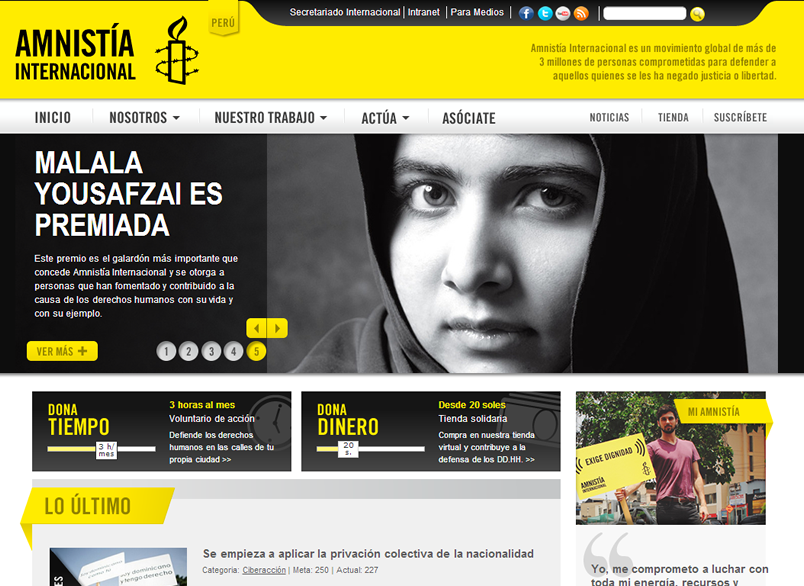 PERÚ
Secretariado Internacional | Intranet | Para Medios |
AMNISTÍA
INTERNACIONAL
Amnistía Internacional es un movimiento global de más de
3 millones de personas comprometidas para defender a
aquellos quienes se les ha negado justicia o libertad.
INICIO NOSOTROS NUESTRO TRABAJO ACTÚA ASÓCIATE NOTICIAS TIENDA SUSCRÍBETE
MALALA
YOUSAFZAI ES
PREMIADA
Este premio es el galardón más importante que
concede Amnistía Internacional y se otorga a
personas que han fomentado y contribuido a la
causa de los derechos humanos con su vida y
con su ejemplo.
VER MÁS + 1 2 3 4 5
DONA
TIEMPO
3 h/
mes
3 horas al mes
Voluntario de acción
Defiende los derechos
humanos en las calles de tu
propia ciudad >>
DONA
DINERO
20
s/.
Desde 20 soles
Tienda solidaria
Compra en nuestra tienda
virtual y contribuye a la
defensa de los DD.HH. >>
MI AMNISTÍA
EXIGE DIGNIDAD
AMNISTÍA
INTERNACIONAL
LO ÚLTIMO
Se empieza a aplicar la privación colectiva de la nacionalidad
Categoria: Ciberacción | Meta: 250 | Actual: 227
Yo, me comprometo a luchar con
toda mi energía, recursos y